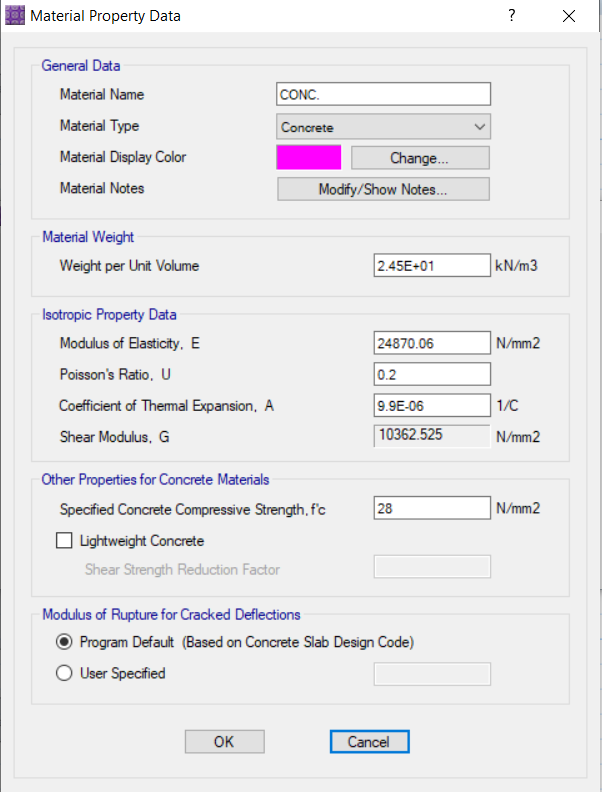 Material Property Data ?
General Data
Material Name CONC.
Material Type Concrete
Material Display Color Change...
Material Notes Modify/Show Notes...
Material Weight
Weight per Unit Volume 2.45E+01 kN/m3
Isotropic Property Data
Modulus of Elasticity, E 24870.06 N/mm2
Poisson's Ratio, U 0.2
Coefficient of Thermal Expansion, A 9.9E-06 1/C
Shear Modulus, G 10362.525 N/mm2
Other Properties for Concrete Materials
Specified Concrete Compressive Strength, f'c 28 N/mm2
Lightweight Concrete
Shear Strength Reduction Factor
Modulus of Rupture for Cracked Deflections
Program Default (Based on Concrete Slab Design Code)
User Specified
OK Cancel